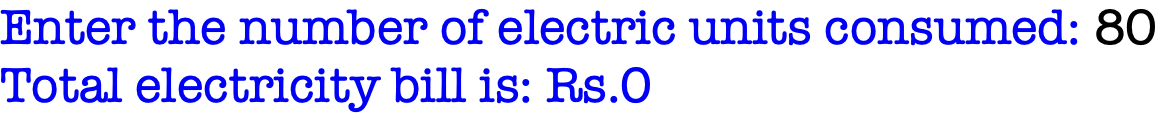 Enter the number of electric units consumed: 80
Total electricity bill is: Rs.0